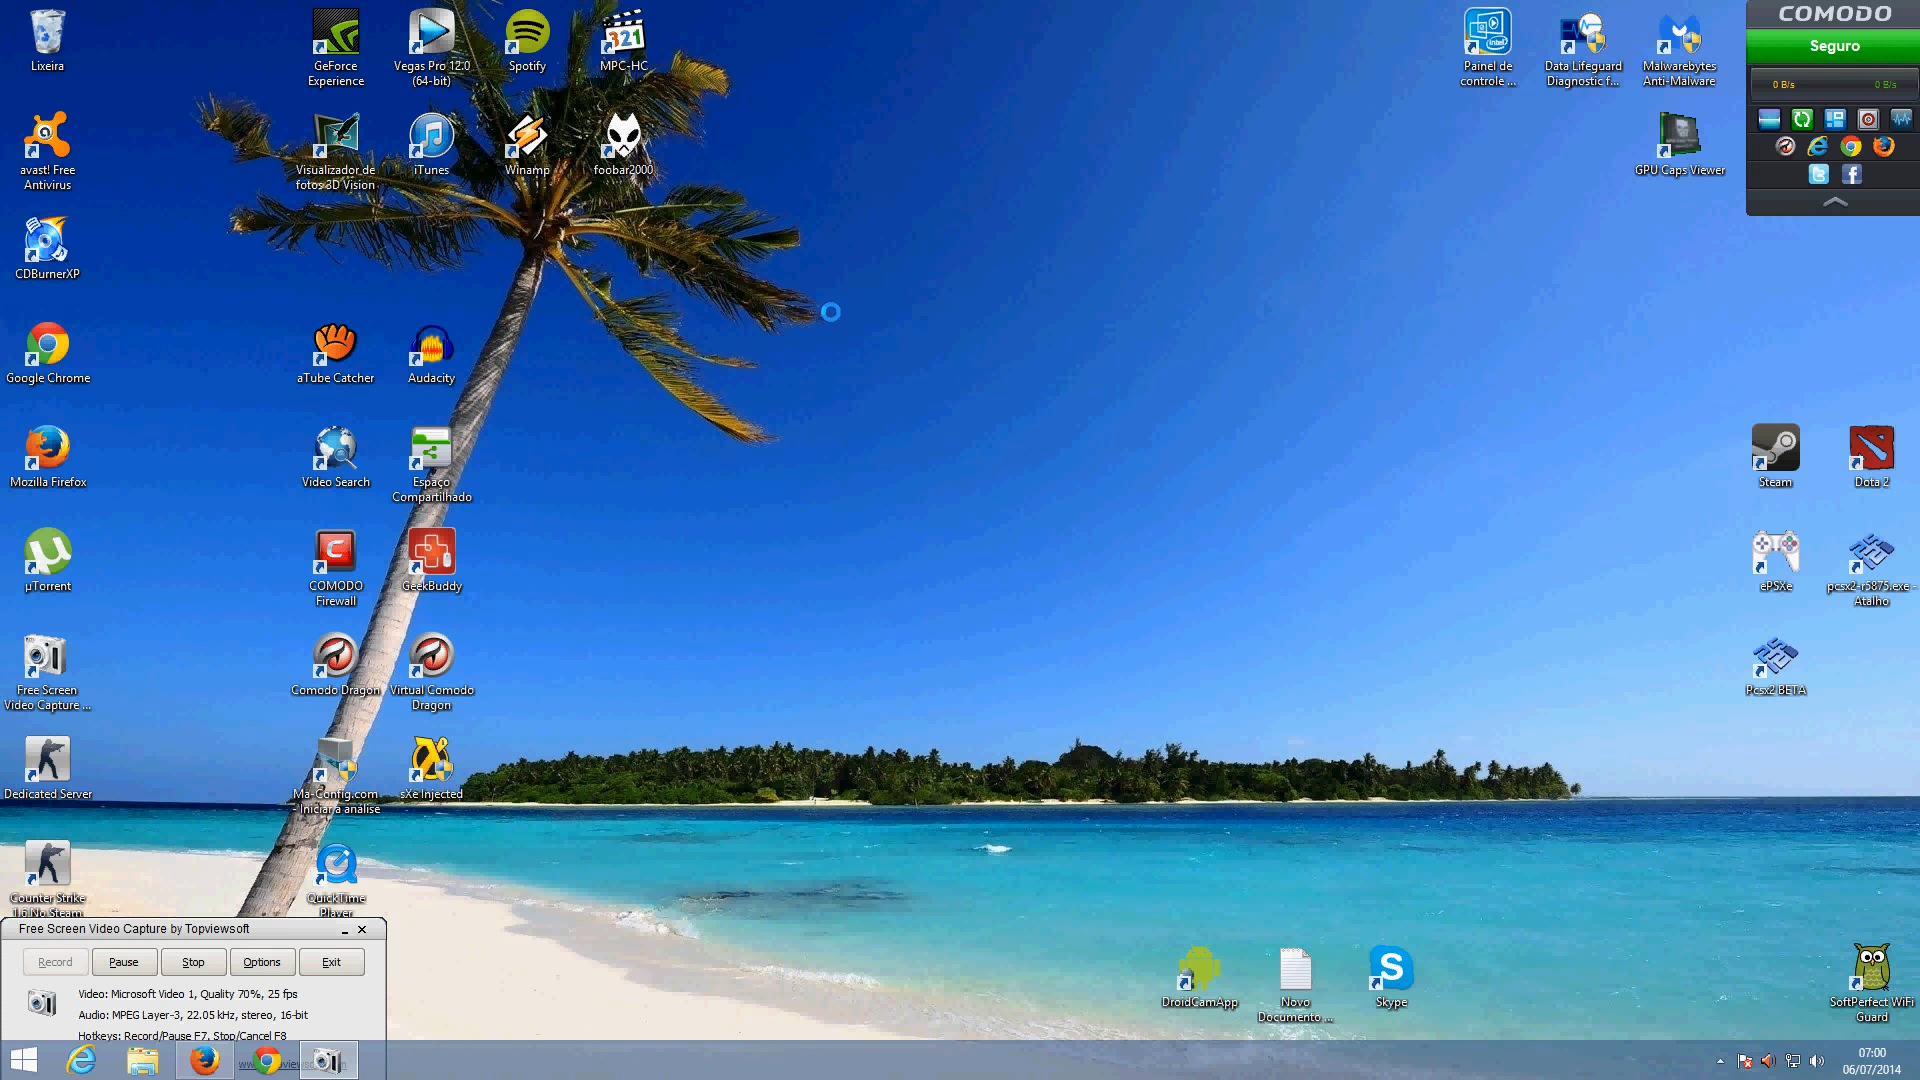 Lixeira
GeForce
Experience
Vegas Pro 12.0
(64-bit)
Spotify
MPC-HC
321
Painel de
controle ...
intel
Data Lifeguard
Diagnostic f...
Malwarebytes
Anti-Malware
COMODO
Seguro
0 B/s
0 B/s
avast! Free
Antivirus
Visualizador de
fotos 3D Vision
iTunes
Winamp
foobar2000
GPU Caps Viewer
CDBurnerXP
Google Chrome
aTube Catcher
Audacity
Mozilla Firefox
Video Search
Espaço
Compartilhado
Steam
Dota 2
µTorrent
COMODO
Firewall
GeekBuddy
ePSXe
pcsx2-r5875.exe -
Atalho
Free Screen
Video Capture ...
Comodo Dragon
Virtual Comodo
Dragon
Pcsx2 BETA
Dedicated Server
Ma-Config.com
- Iniciar a análise
sXe Injected
Counter Strike
1.6 No Steam
QuickTime
Player
Free Screen Video Capture by Topviewsoft
Record
Pause
Stop
Options
Exit
Video: Microsoft Video 1, Quality 70%, 25 fps
Audio: MPEG Layer-3, 22.05 kHz, stereo, 16-bit
Hotkeys: Record/Pause F7, Stop/Cancel F8
DroidCamApp
Novo
Documento ...
Skype
SoftPerfect WiFi
Guard
07:00
06/07/2014